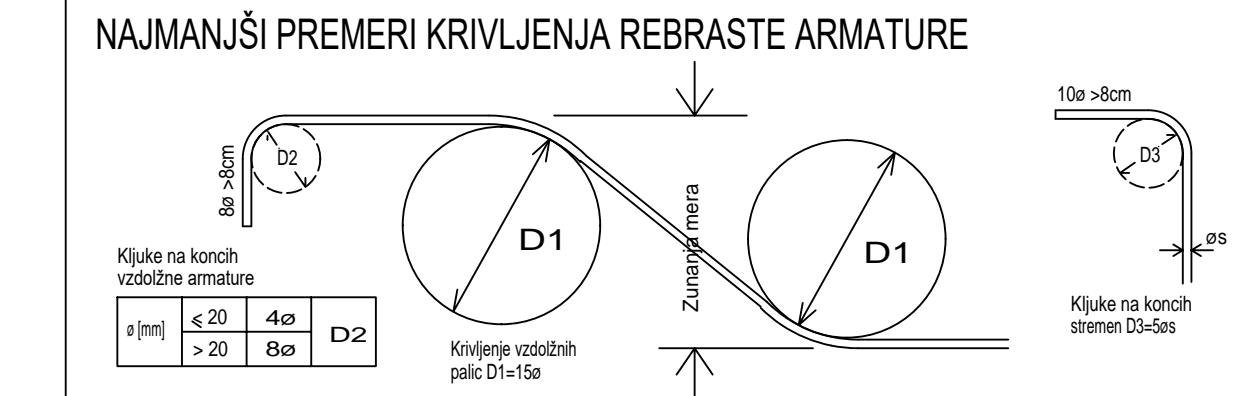 NAJMANJŠI PREMERI KRIVLJENJA REBRASTE ARMATURE
8ø >8cm
D2
D1
Zunanja mera
D1
10ø >8cm
D3
øs
Kljuke na koncih
vzdolžne armature
ø [mm] ≤ 20 4ø D2
> 20 8ø
Krivljenje vzdolžnih
palic D1=15ø
Kljuke na koncih
stremen D3=5øs